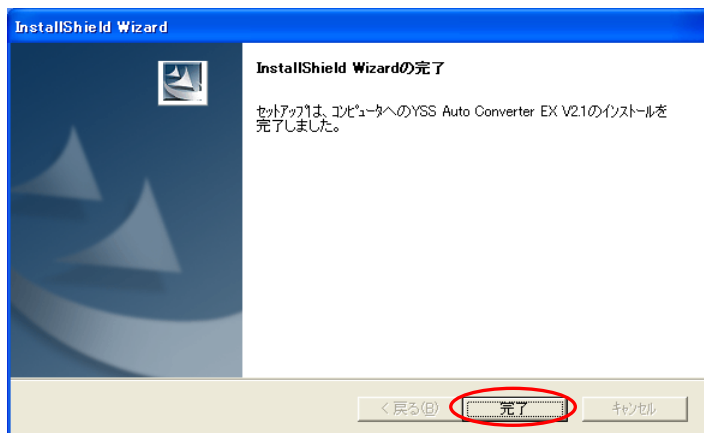 InstallShield Wizard
InstallShield Wizardの完了
セットアップは、コンピュータへのYSS Auto Converter EX V2.1のインストールを
完了しました。
< 戻る(B)
完了
キャンセル